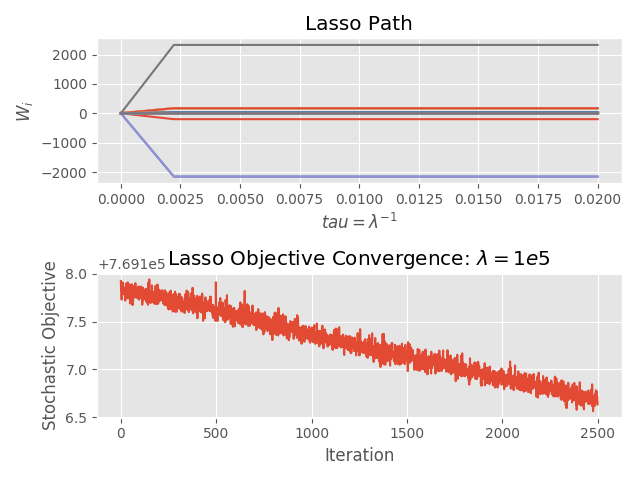 Lasso Path
2000
1000
0
−1000
−2000
W_i
0.0000 0.0025 0.0050 0.0075 0.0100 0.0125 0.0150 0.0175 0.0200
tau = λ⁻¹
+7.691e5
Lasso Objective Convergence: λ = 1e5
8.0
7.5
7.0
6.5
Stochastic Objective
0 500 1000 1500 2000 2500
Iteration